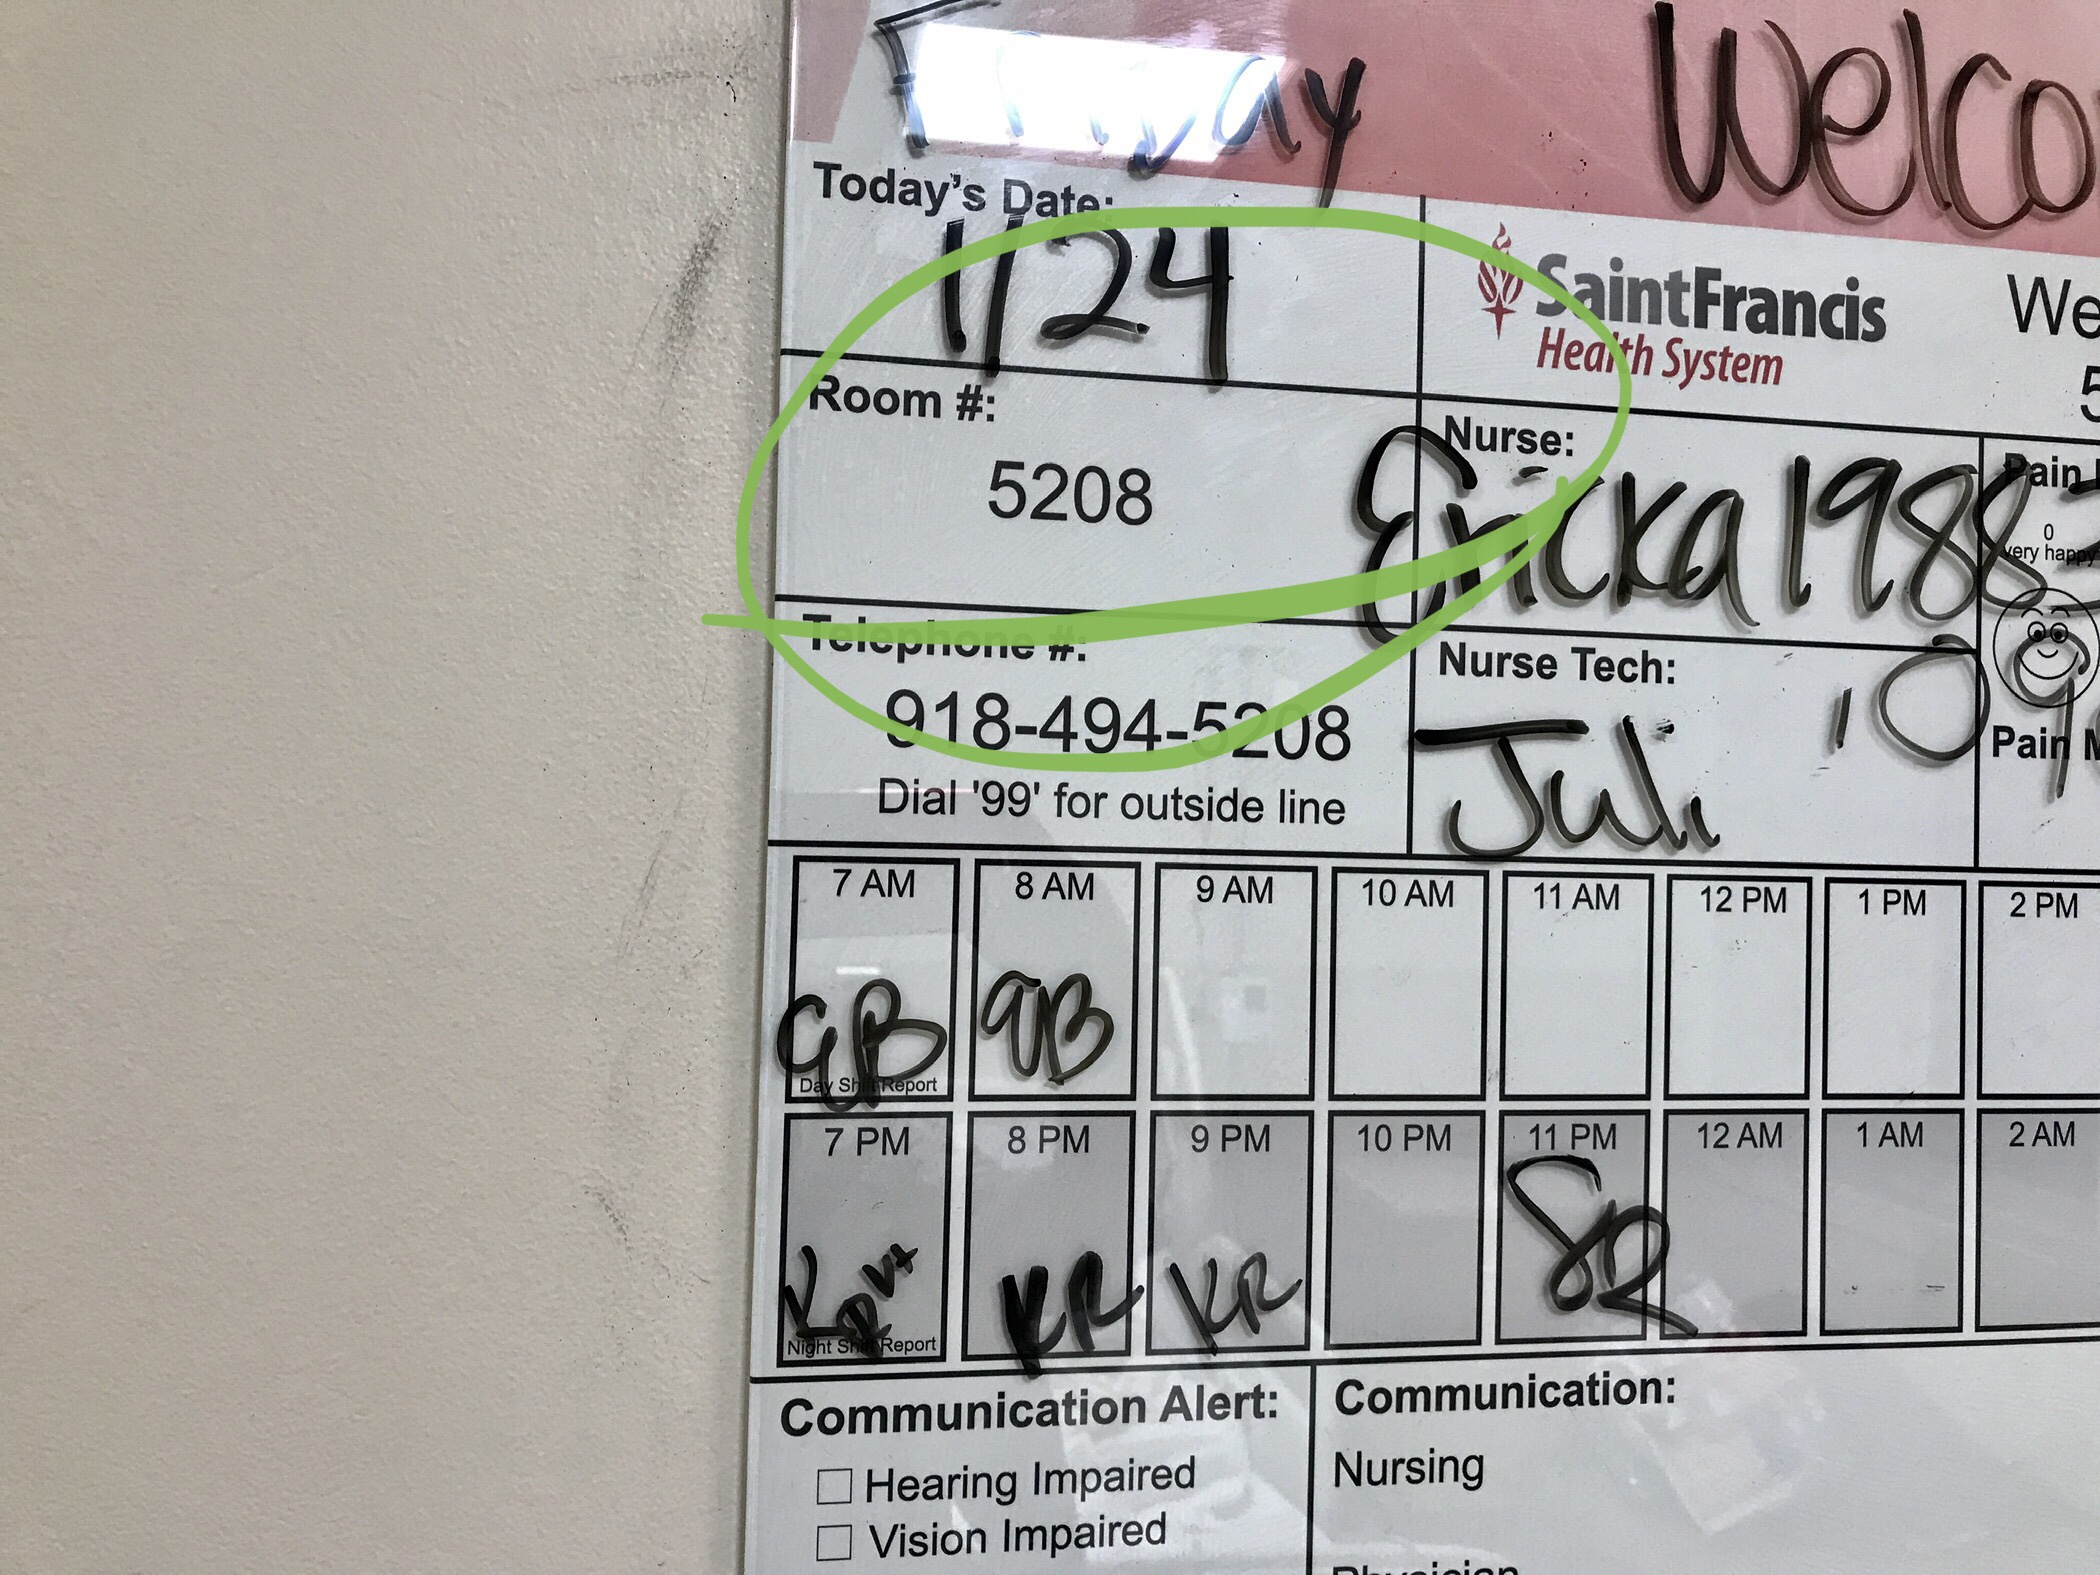 Friday
Welco
Today's Date:
1/24
SaintFrancis
Health System
We
5
Room #:
5208
Nurse:
Ericka 1988
Pain
0
very happy
Telephone #:
918-494-5208
Dial '99' for outside line
Nurse Tech:
Juli
Pain M
7 AM
8 AM
9 AM
10 AM
11 AM
12 PM
1 PM
2 PM
Day Shift Report
7 PM
8 PM
9 PM
10 PM
11 PM
12 AM
1 AM
2 AM
KR
KR
Night Shift Report
Communication Alert:
Hearing Impaired
Vision Impaired
Communication:
Nursing
Physician